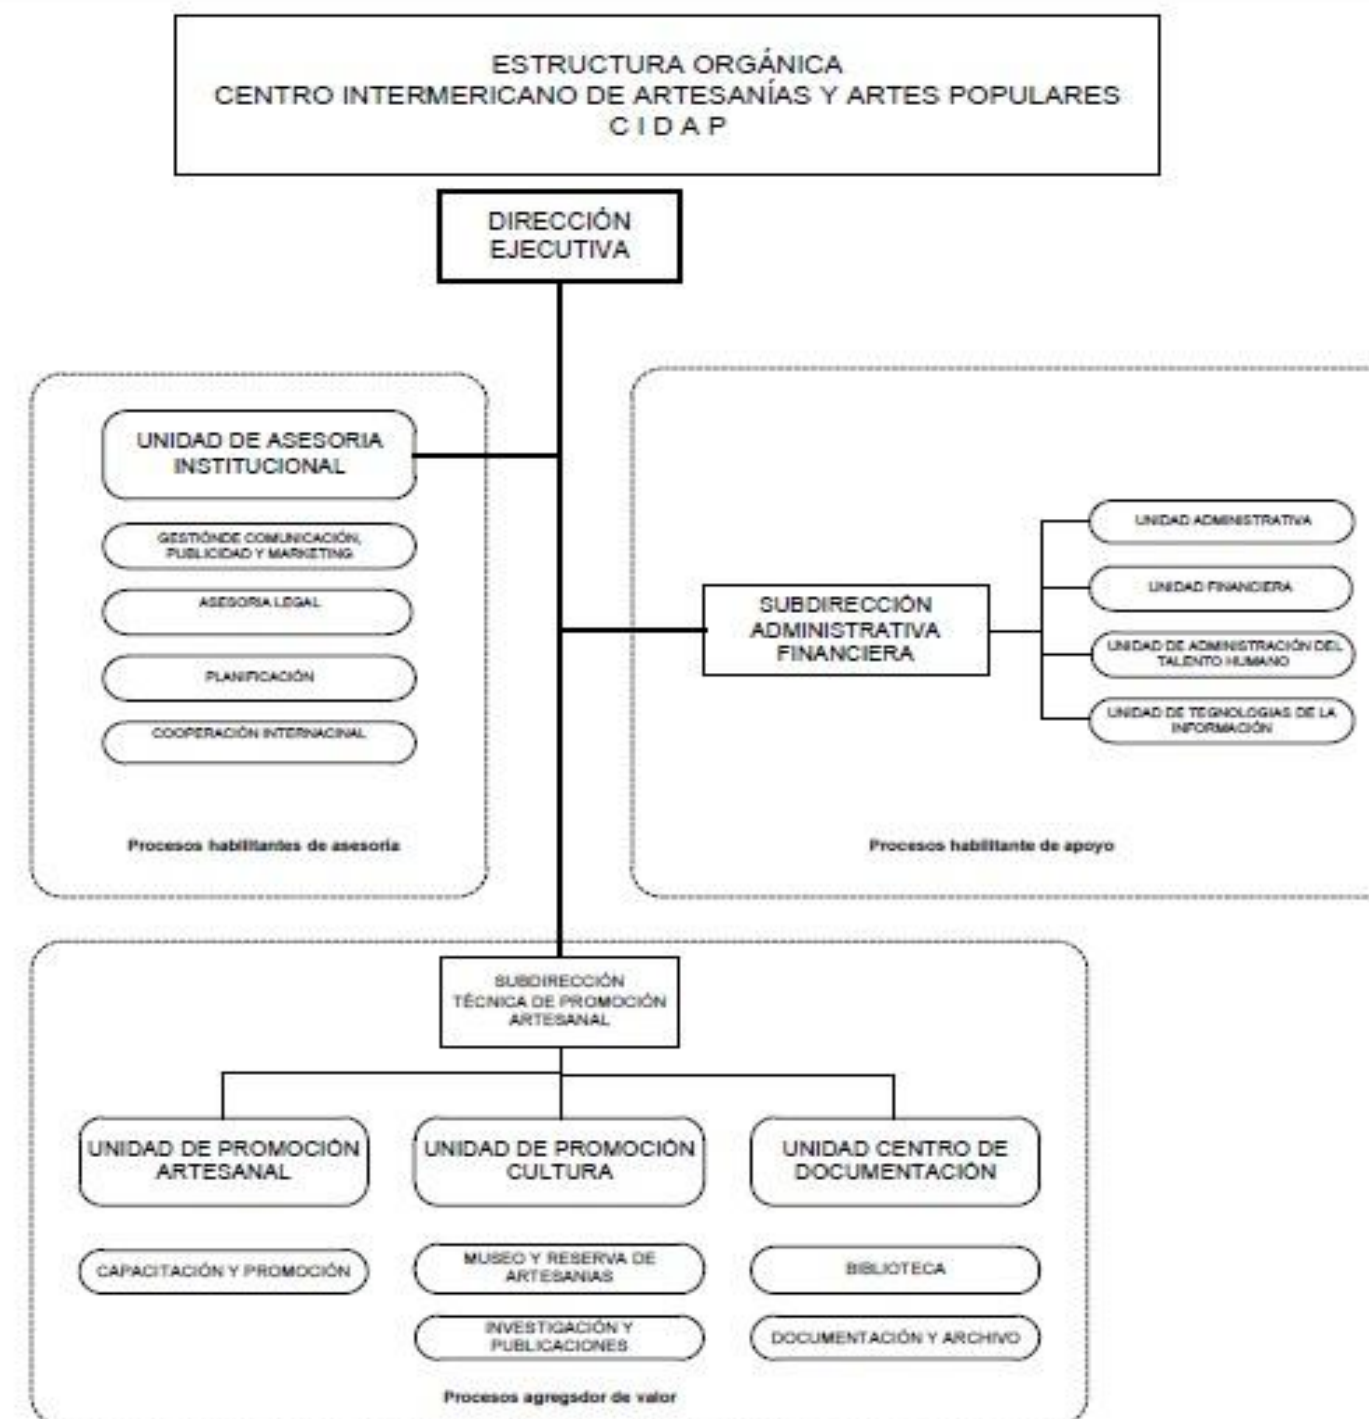 ESTRUCTURA ORGÁNICA
CENTRO INTERMERICANO DE ARTESANÍAS Y ARTES POPULARES
C I D A P
DIRECCIÓN
EJECUTIVA
UNIDAD DE ASESORIA
INSTITUCIONAL
GESTIÓNDE COMUNICACIÓN,
PUBLICIDAD Y MARKETING
ASESORIA LEGAL
PLANIFICACIÓN
COOPERACIÓN INTERNACINAL
Procesos habilitantes de asesoría
SUBDIRECCIÓN
ADMINISTRATIVA
FINANCIERA
UNIDAD ADMINISTRATIVA
UNIDAD FINANCIERA
UNIDAD DE ADMINISTRACIÓN DEL
TALENTO HUMANO
UNIDAD DE TEGNOLOGIAS DE LA
INFORMACIÓN
Procesos habilitante de apoyo
SUBDIRECCIÓN
TÉCNICA DE PROMOCIÓN
ARTESANAL
UNIDAD DE PROMOCIÓN
ARTESANAL
CAPACITACIÓN Y PROMOCIÓN
UNIDAD DE PROMOCIÓN
CULTURA
MUSEO Y RESERVA DE
ARTESANIAS
INVESTIGACIÓN Y
PUBLICACIONES
UNIDAD CENTRO DE
DOCUMENTACIÓN
BIBLIOTECA
DOCUMENTACIÓN Y ARCHIVO
Procesos agregsdor de valor